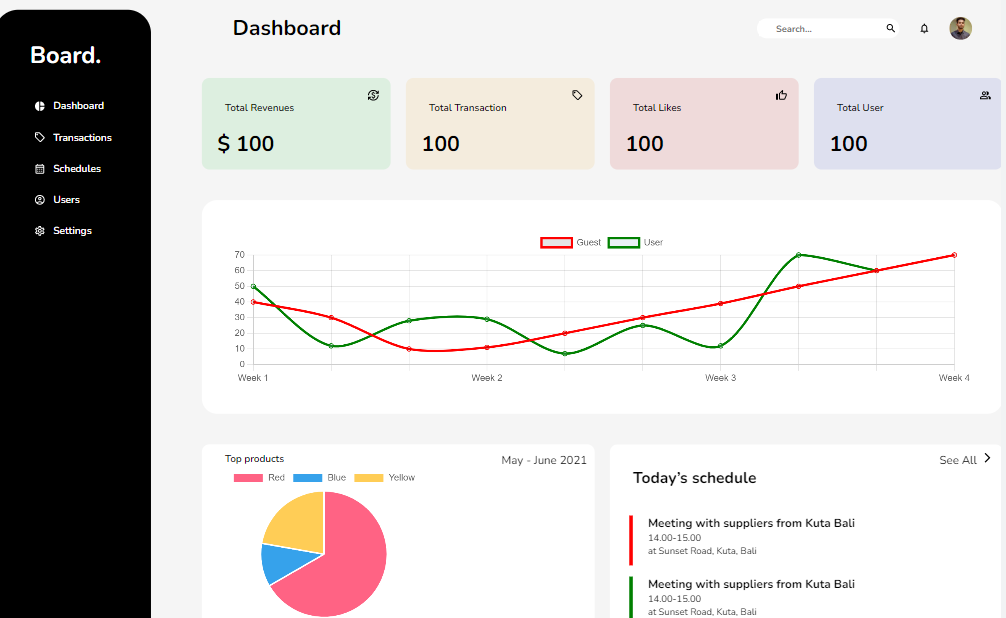 Board.
Dashboard
Transactions
Schedules
Users
Settings
Dashboard
Search...
Total Revenues
$ 100
Total Transaction
100
Total Likes
100
Total User
100
Guest User
70
60
50
40
30
20
10
0
Week 1 Week 2 Week 3 Week 4
Top products
May - June 2021
Red Blue Yellow
See All
Today's schedule
Meeting with suppliers from Kuta Bali
14.00-15.00
at Sunset Road, Kuta, Bali
Meeting with suppliers from Kuta Bali
14.00-15.00
at Sunset Road, Kuta, Bali